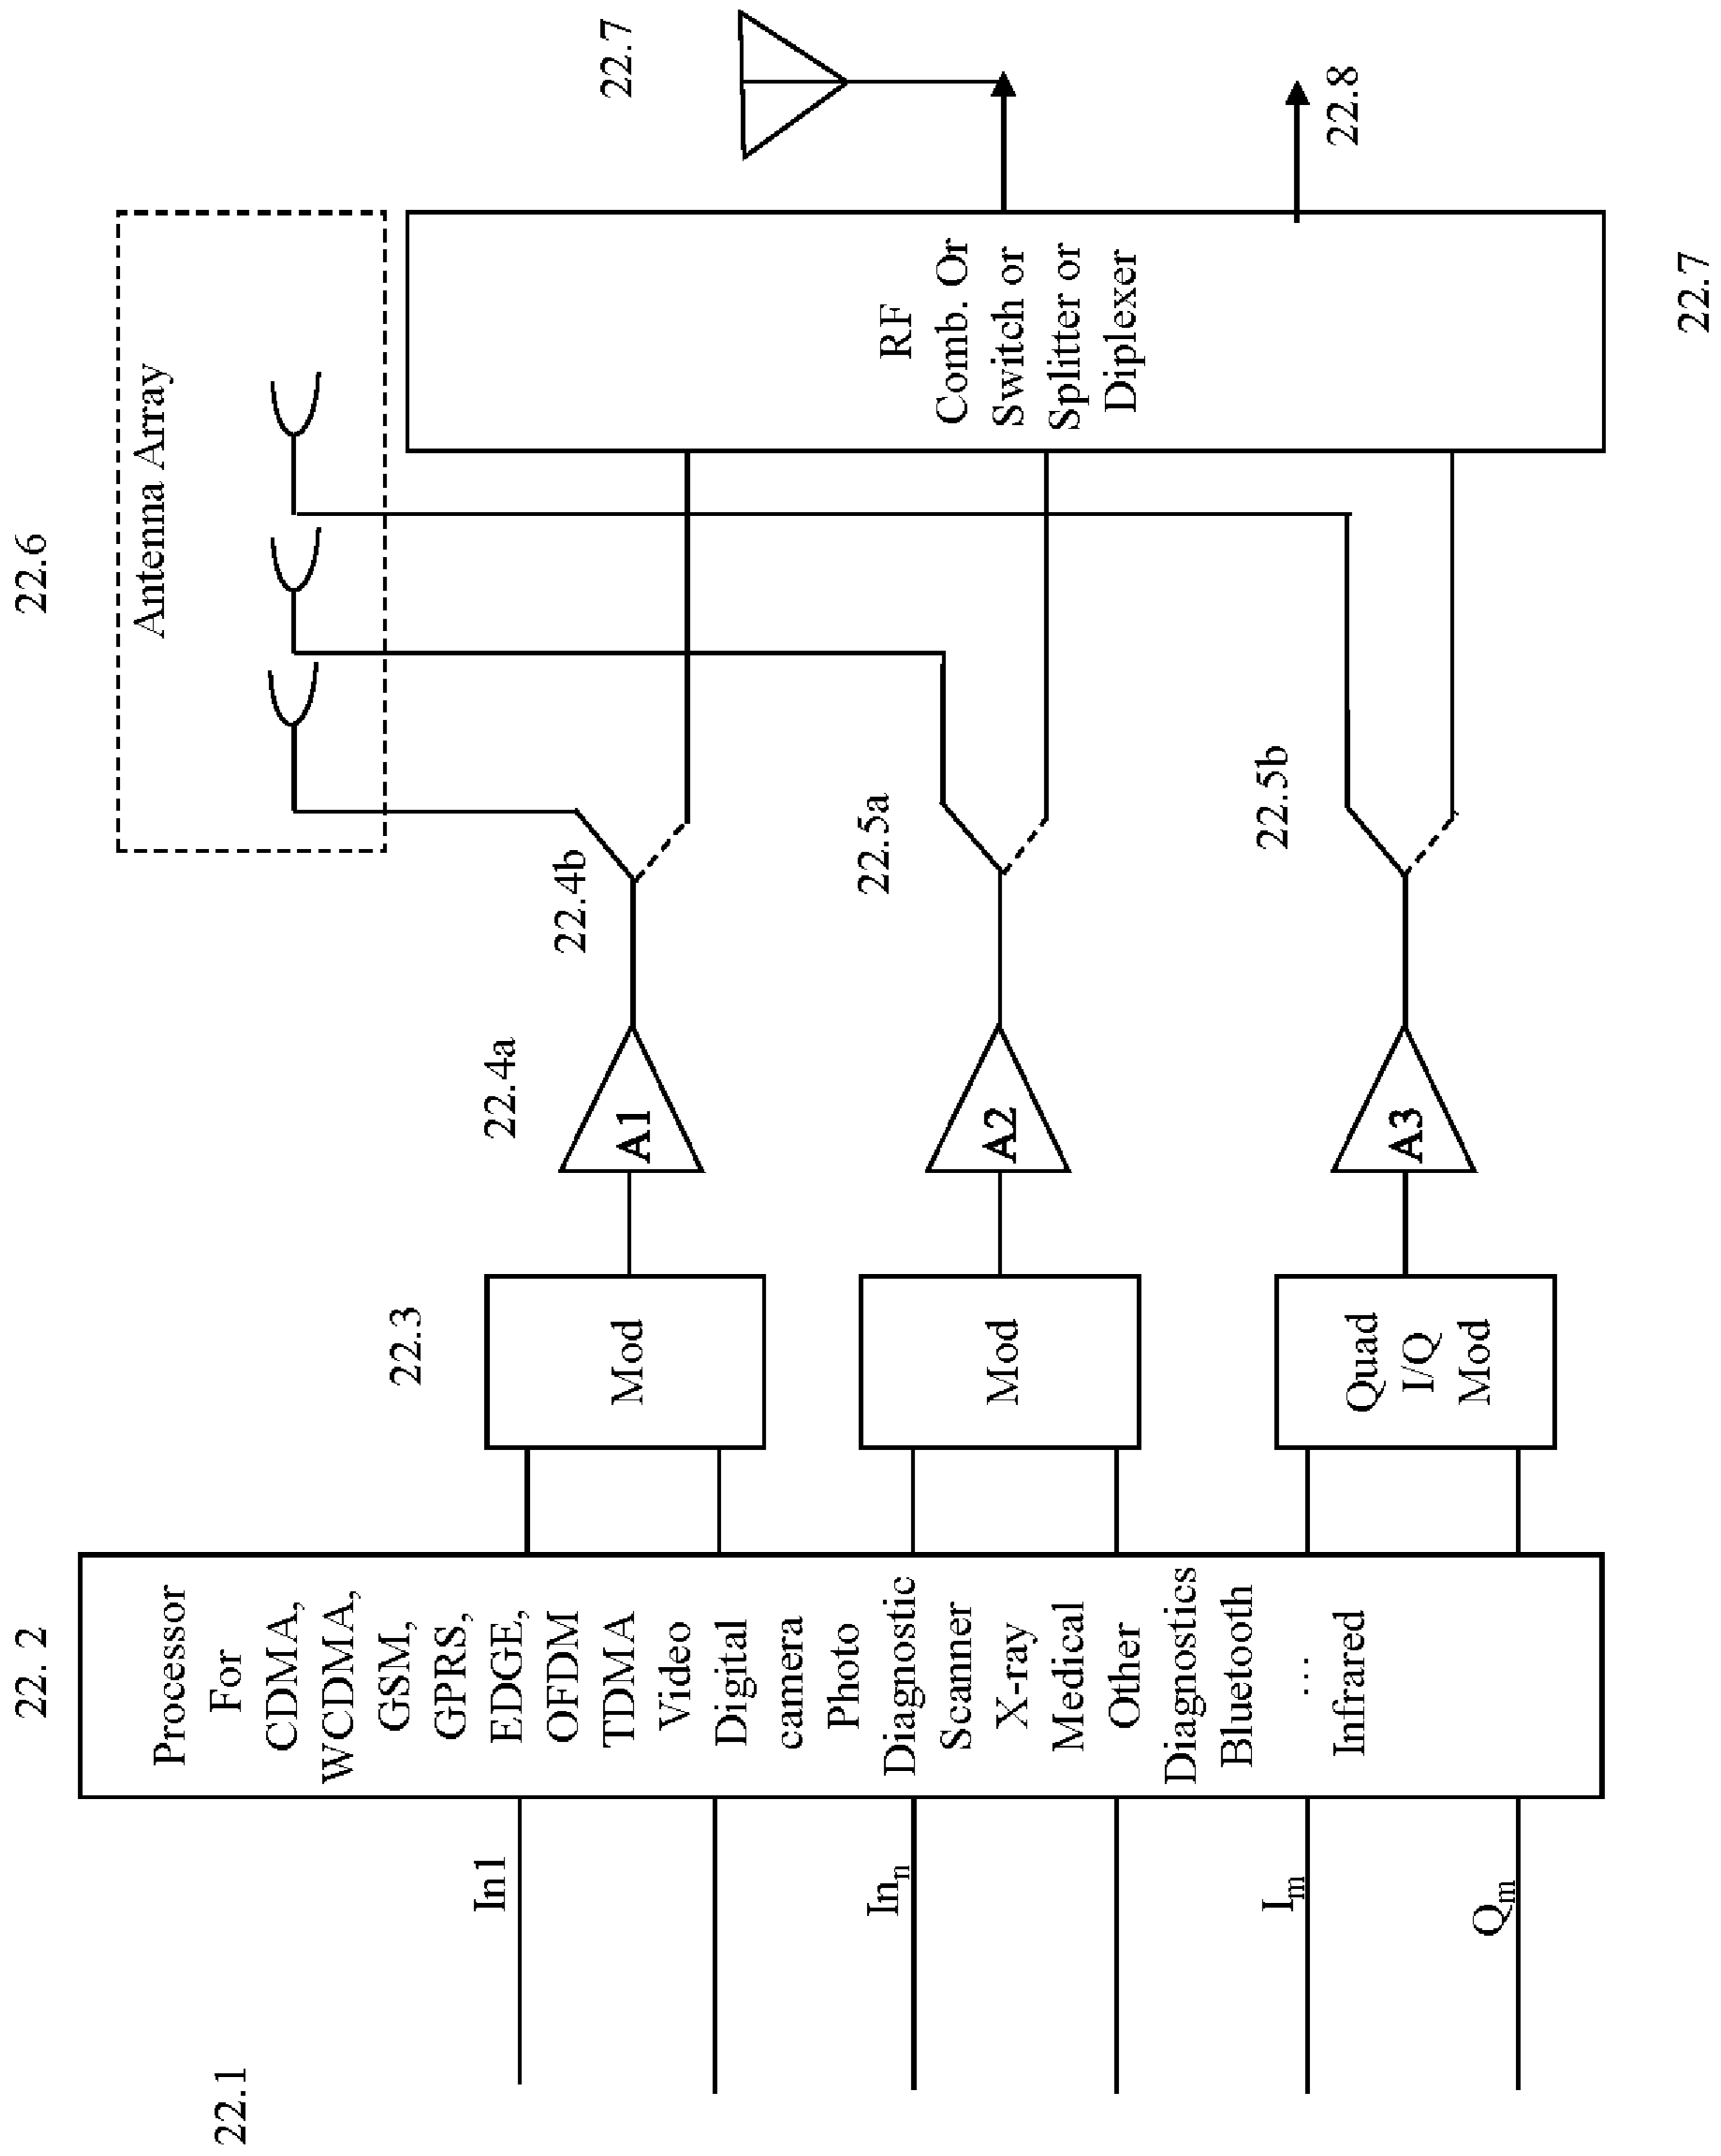 22.1
22. 2
Processor
For
CDMA,
WCDMA,
GSM,
GPRS,
EDGE,
OFDM
TDMA
Video
Digital
camera
Photo
Diagnostic
Scanner
X-ray
Medical
Other
Diagnostics
Bluetooth
...
Infrared
In1
Inn
Im
Qm
22.3
Mod
Mod
Quad
I/Q
Mod
22.4a
A1
A2
A3
22.4b
22.5a
22.5b
22.6
Antenna Array
RF
Comb. Or
Switch or
Splitter or
Diplexer
22.7
22.7
22.8